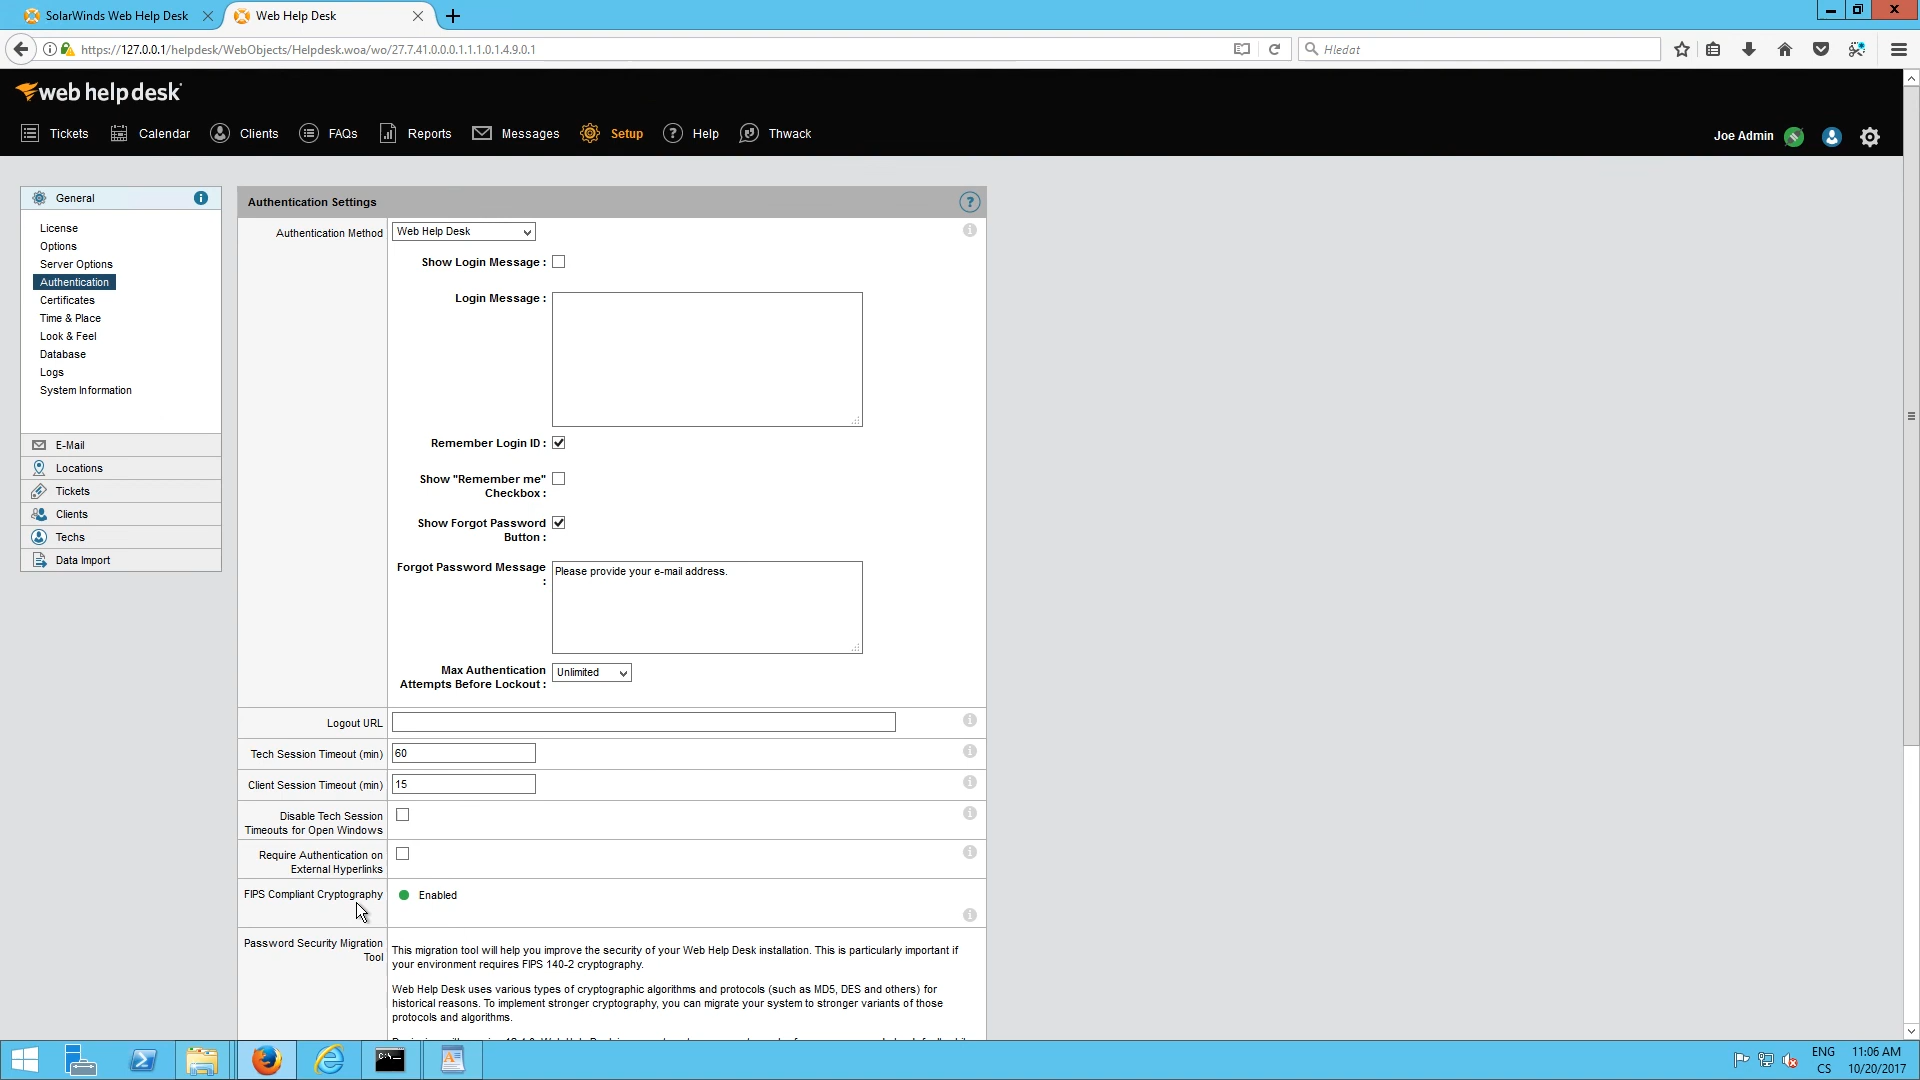 SolarWinds Web Help Desk
Web Help Desk
https://127.0.0.1/helpdesk/WebObjects/Helpdesk.woa/wo/27.7.41.0.0.0.1.1.1.0.1.4.9.0.1
Hledat
web help desk
Tickets
Calendar
Clients
FAQs
Reports
Messages
Setup
Help
Thwack
Joe Admin
General
License
Options
Server Options
Authentication
Certificates
Time & Place
Look & Feel
Database
Logs
System Information
E-Mail
Locations
Tickets
Clients
Techs
Data Import
Authentication Settings
Authentication Method
Web Help Desk
Show Login Message :
Login Message :
Remember Login ID :
Show "Remember me"
Checkbox :
Show Forgot Password
Button :
Forgot Password Message
:
Please provide your e-mail address.
Max Authentication
Attempts Before Lockout :
Unlimited
Logout URL
Tech Session Timeout (min)
60
Client Session Timeout (min)
15
Disable Tech Session
Timeouts for Open Windows
Require Authentication on
External Hyperlinks
FIPS Compliant Cryptography
Enabled
Password Security Migration
Tool
This migration tool will help you improve the security of your Web Help Desk installation. This is particularly important if
your environment requires FIPS 140-2 cryptography.
Web Help Desk uses various types of cryptographic algorithms and protocols (such as MD5, DES and others) for
historical reasons. To implement stronger cryptography, you can migrate your system to stronger variants of those
protocols and algorithms.
ENG
CS
11:06 AM
10/20/2017